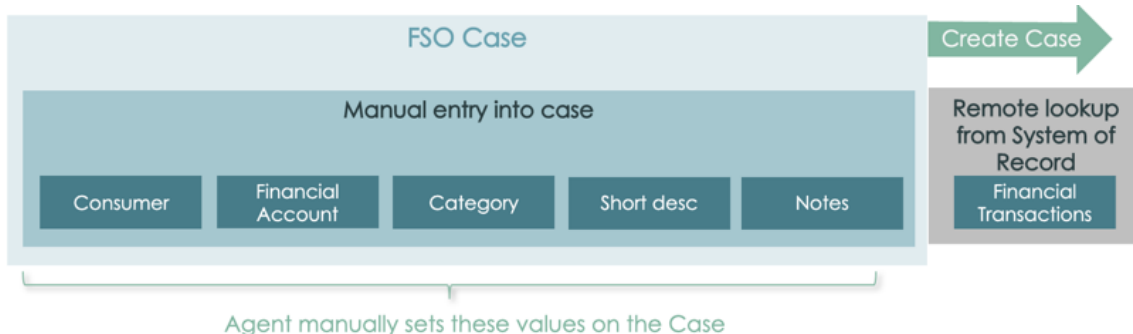 FSO Case
Create Case
Manual entry into case
Remote lookup
from System of
Record
Consumer
Financial
Account
Category
Short desc
Notes
Financial
Transactions
Agent manually sets these values on the Case